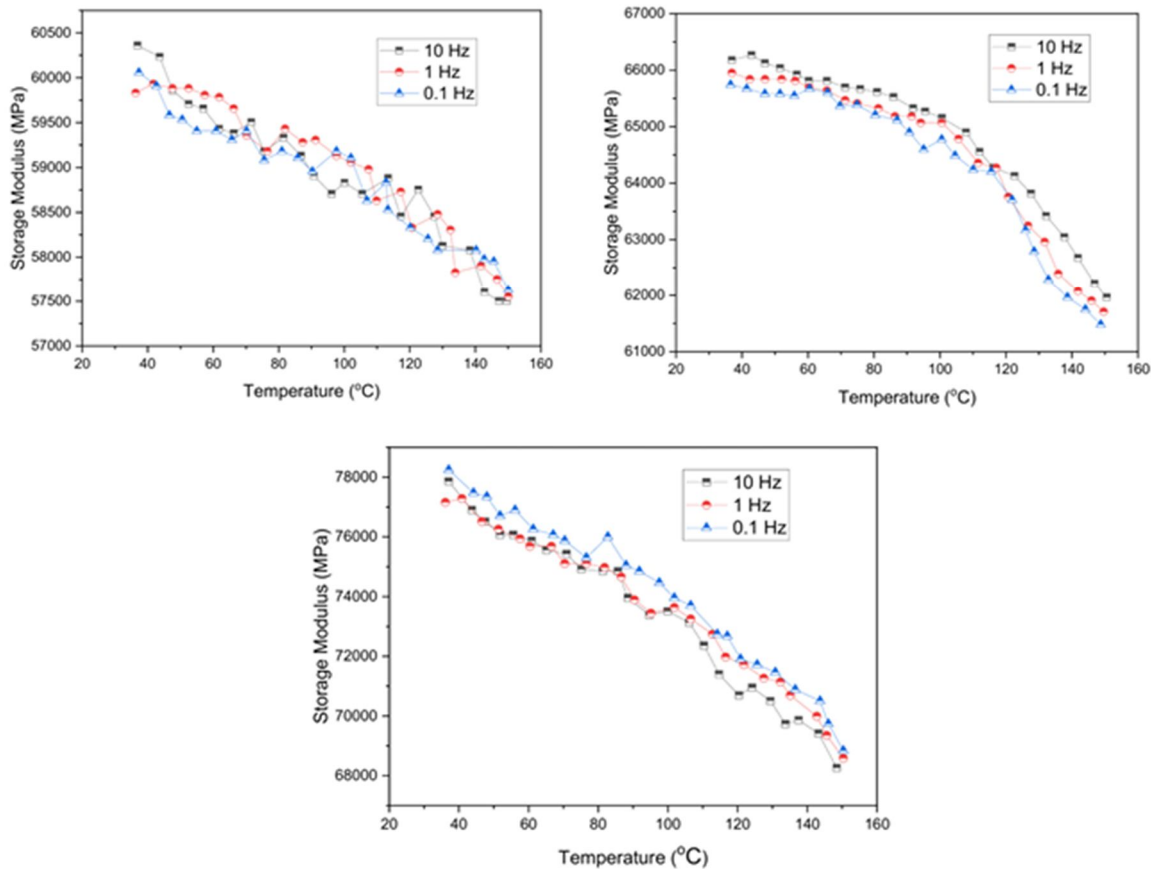 60500
60000
59500
59000
58500
58000
57500
57000
Storage Modulus (MPa)
10 Hz
1 Hz
0.1 Hz
20 40 60 80 100 120 140 160
Temperature (°C)
67000
66000
65000
64000
63000
62000
61000
Storage Modulus (MPa)
10 Hz
1 Hz
0.1 Hz
20 40 60 80 100 120 140 160
Temperature (°C)
78000
76000
74000
72000
70000
68000
Storage Modulus (MPa)
10 Hz
1 Hz
0.1 Hz
20 40 60 80 100 120 140 160
Temperature (°C)